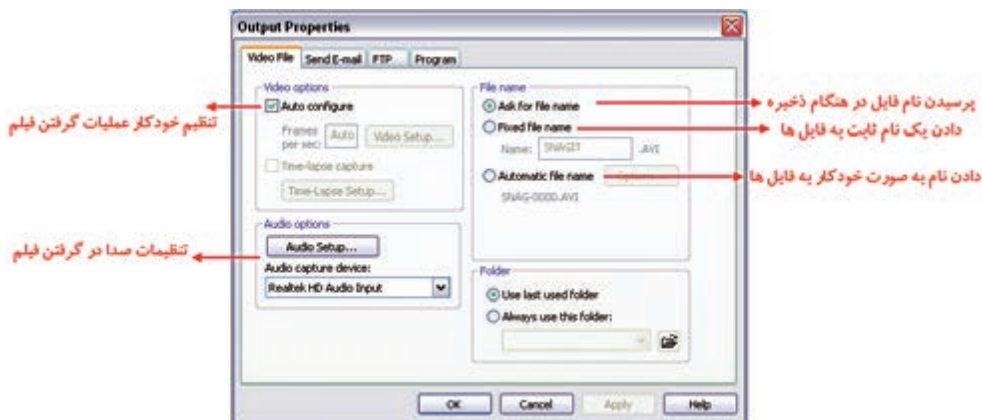 Output Properties
Video File
Send E-mail
FTP
Program
Video options
Auto configure
Frames per sec:
Auto
Video Setup...
Time-lapse capture
Time-Lapse Setup...
Audio options
Audio Setup...
Audio capture device:
Realtek HD Audio Input
File name
Ask for file name
Fixed file name
Name:
SNAGIT
.AVI
Automatic file name
SNAG-0000.AVI
Folder
Use last used folder
Always use this folder:
OK
Cancel
Apply
Help
تنظیم خودکار عملیات گرفتن فیلم
تنظیمات صدا در گرفتن فیلم
پرسیدن نام فایل در هنگام ذخیره
دادن یک نام ثابت به فایل ها
دادن نام به صورت خودکار به فایل ها